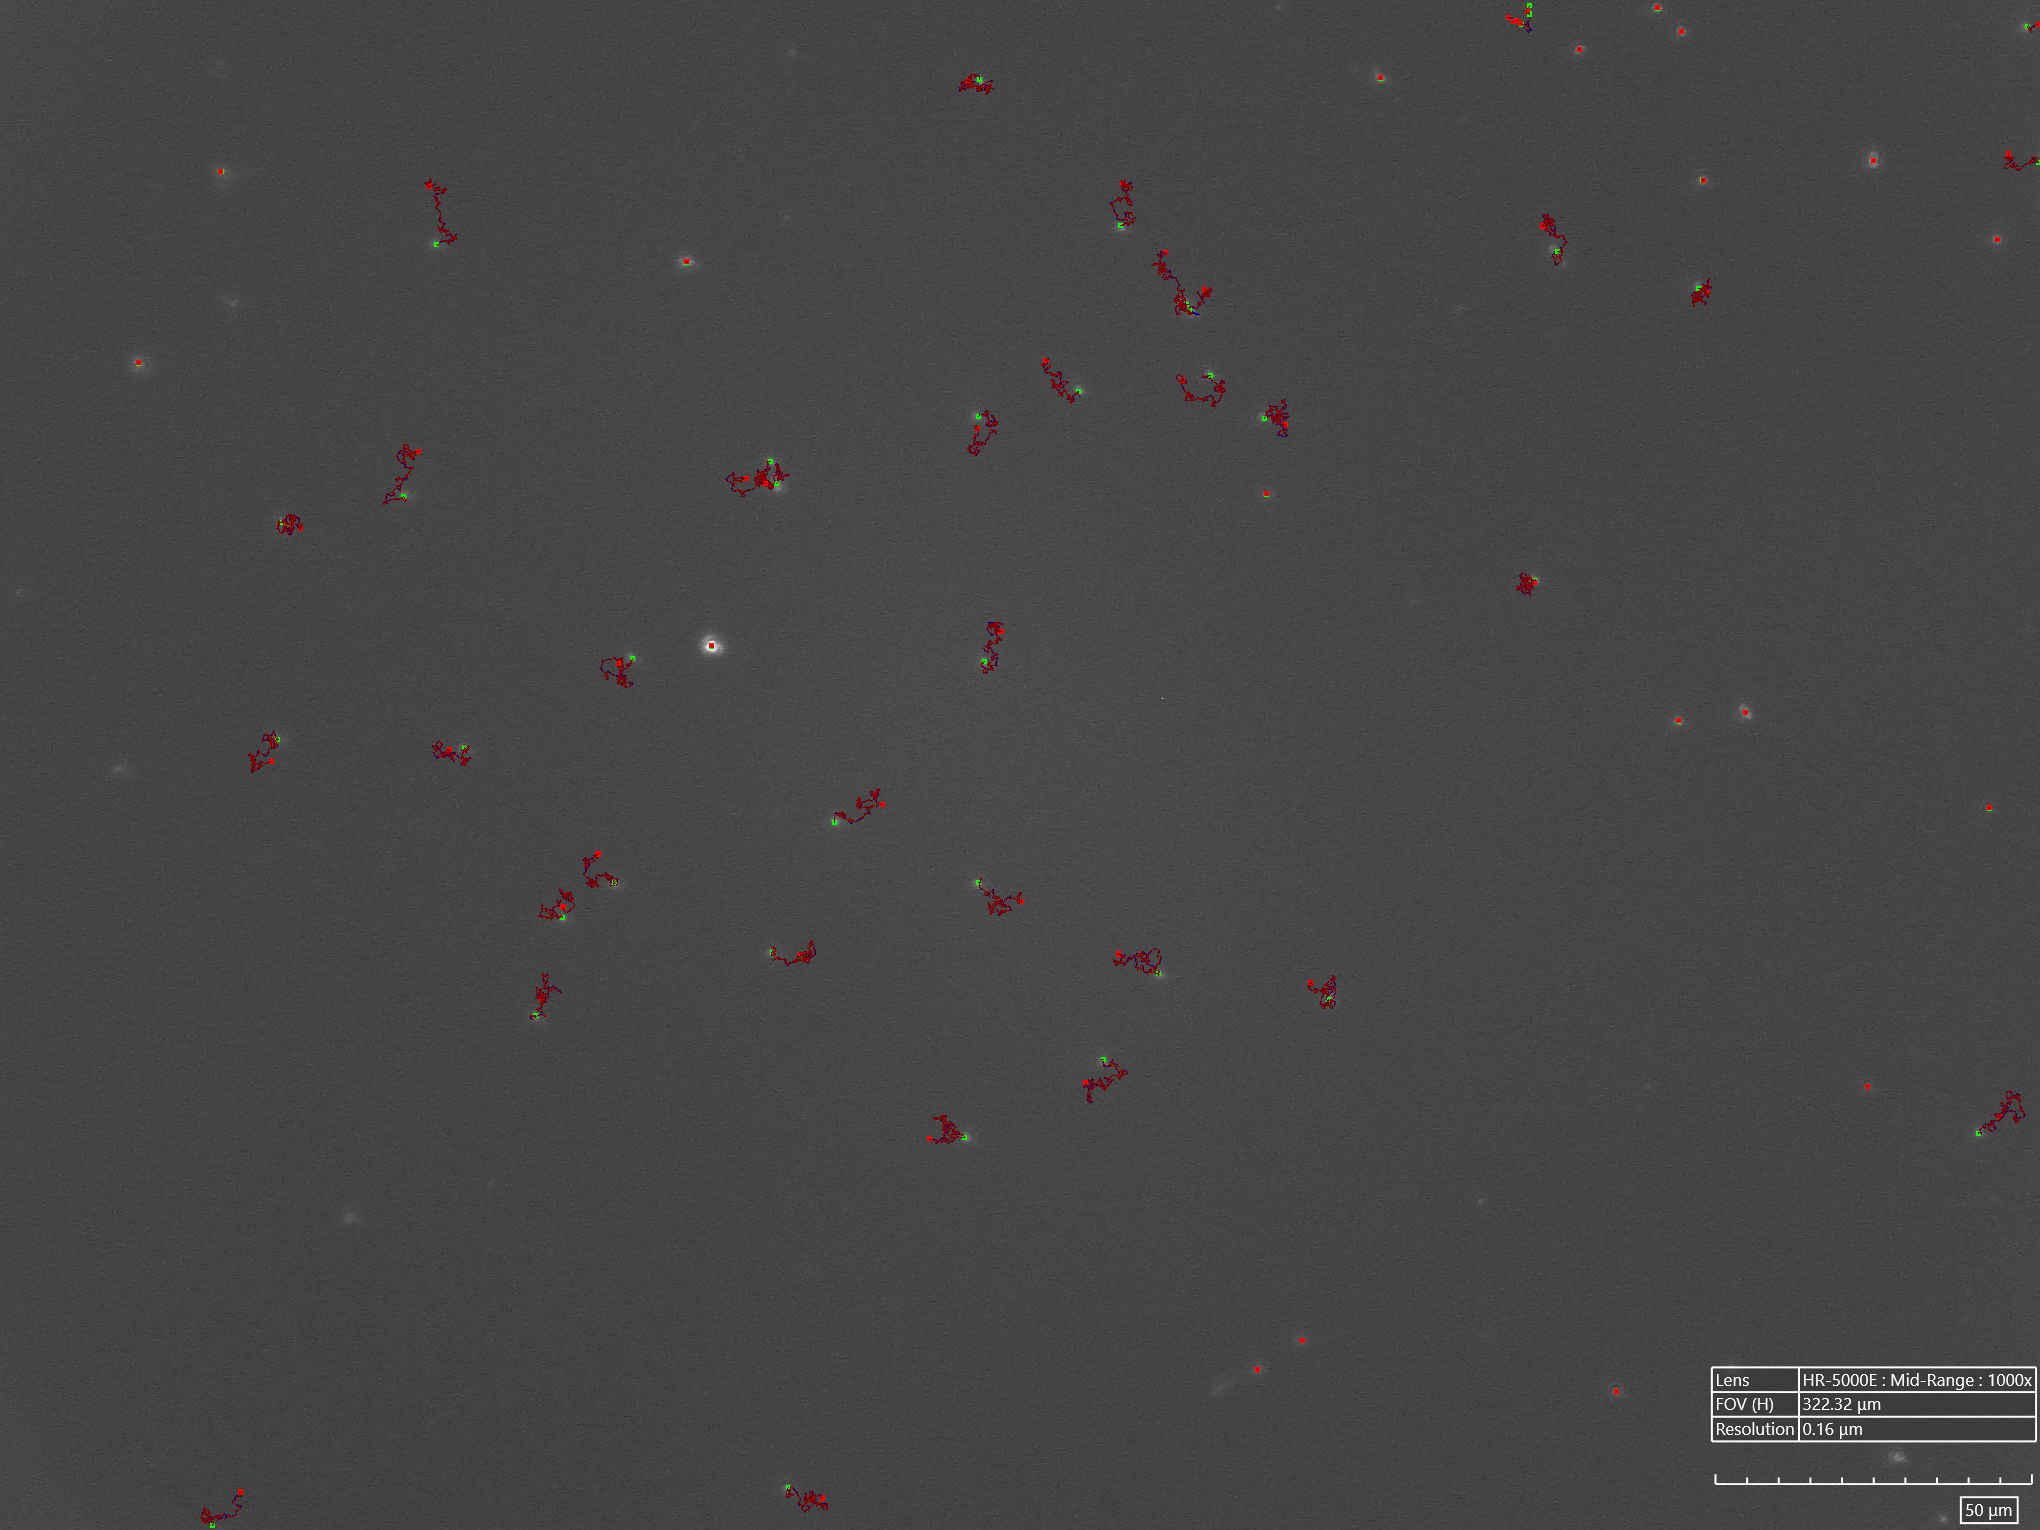 Lens HR-5000E : Mid-Range : 1000x
FOV (H) 322.32 µm
Resolution 0.16 µm
50 µm